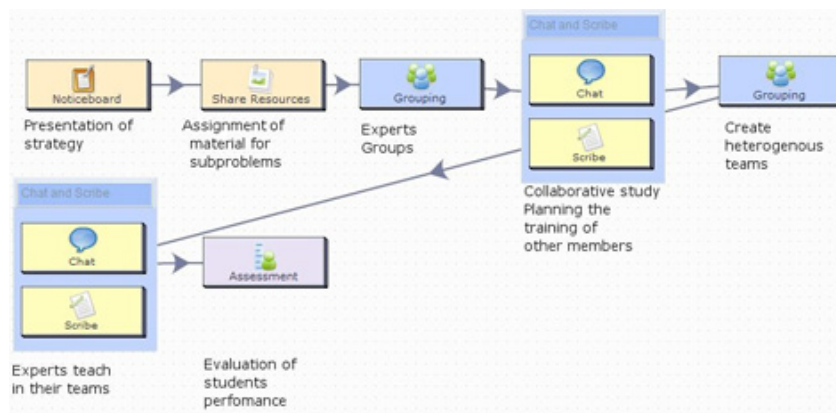 Chat and Scribe
Noticeboard
Share Resources
Grouping
Chat
Scribe
Grouping
Presentation of
strategy
Assignment of
material for
subproblems
Experts
Groups
Collaborative study
Planning the
training of
other members
Create
heterogenous
teams
Chat and Scribe
Chat
Scribe
Assessment
Experts teach
in their teams
Evaluation of
students
perfomance